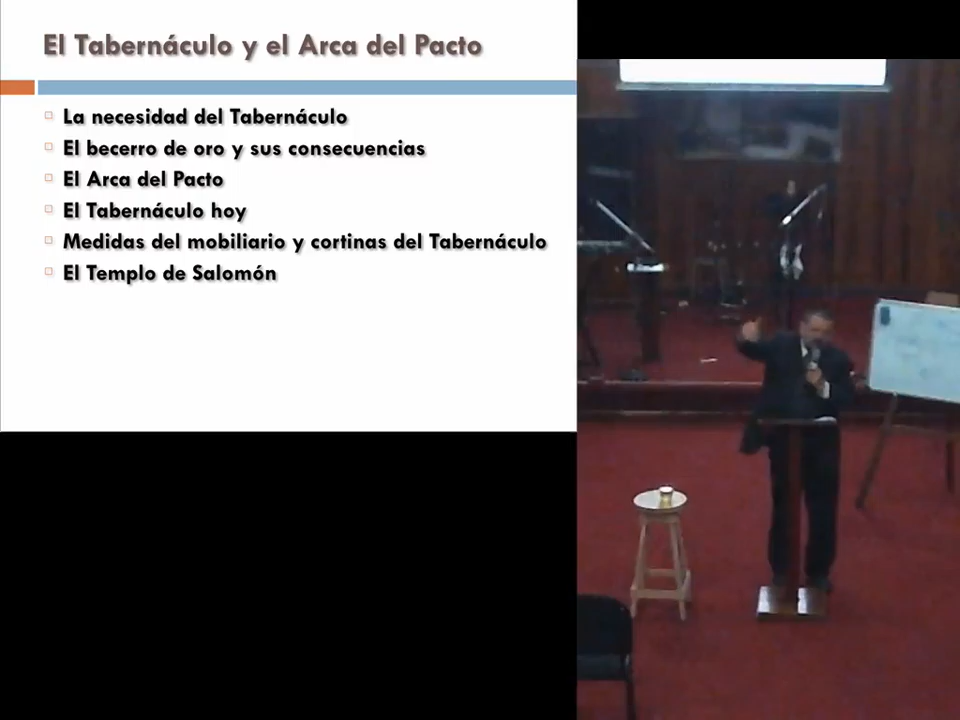 El Tabernáculo y el Arca del Pacto
La necesidad del Tabernáculo
El becerro de oro y sus consecuencias
El Arca del Pacto
El Tabernáculo hoy
Medidas del mobiliario y cortinas del Tabernáculo
El Templo de Salomón